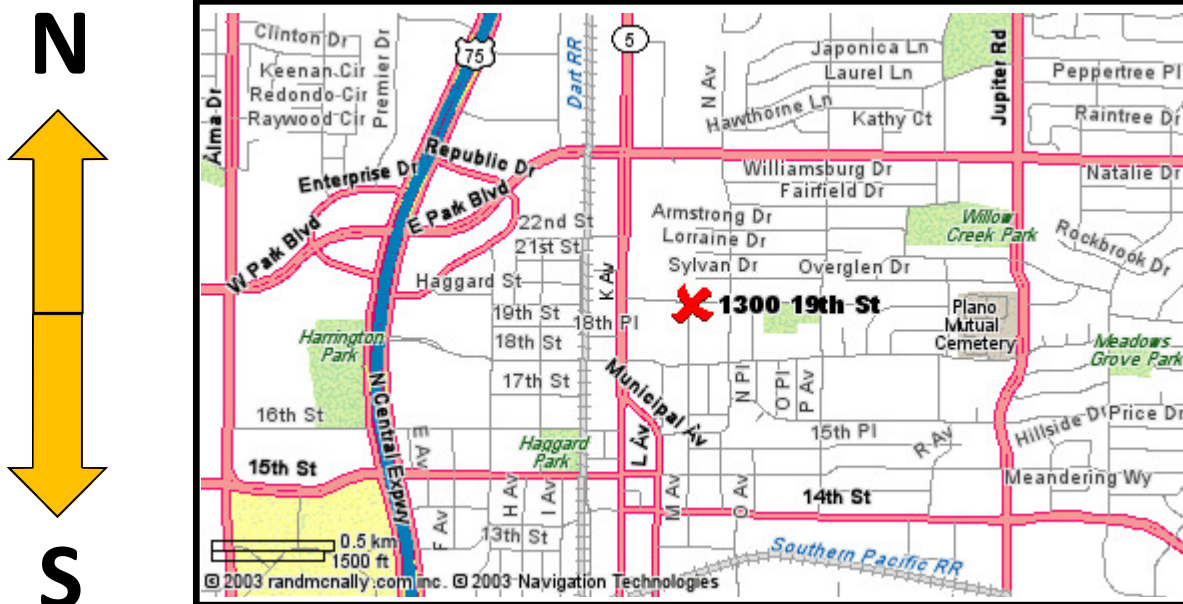 N
S
Clinton Dr
Keenan Cir
Redondo Cir
Raywood Cir
Premier Dr
Alma Dr
75
Dart RR
5
N Av
Japonica Ln
Laurel Ln
Hawthorne Ln
Kathy Ct
Jupiter Rd
Peppertree Pl
Raintree Dr
Republic Dr
Enterprise Dr
E Park Blvd
W Park Blvd
Williamsburg Dr
Fairfield Dr
Natalie Dr
22nd St
21st St
Armstrong Dr
Lorraine Dr
Sylvan Dr
Overglen Dr
Willow
Creek Park
Rockbrook Dr
Haggard St
K Av
19th St
18th Pl
18th St
17th St
1300 19th St
Plano
Mutual
Cemetery
Meadows
Grove Park
Harrington
Park
N Central Expwy
Municipal Av
N Pl
O Pl
P Av
16th St
E Av
Haggard
Park
L Av
15th Pl
R Av
Hillside Dr
Price Dr
15th St
H Av
I Av
M Av
O Av
14th St
Meandering Wy
F Av
13th St
Southern Pacific RR
0.5 km
1500 ft
© 2003 randmcnally.com inc. © 2003 Navigation Technologies